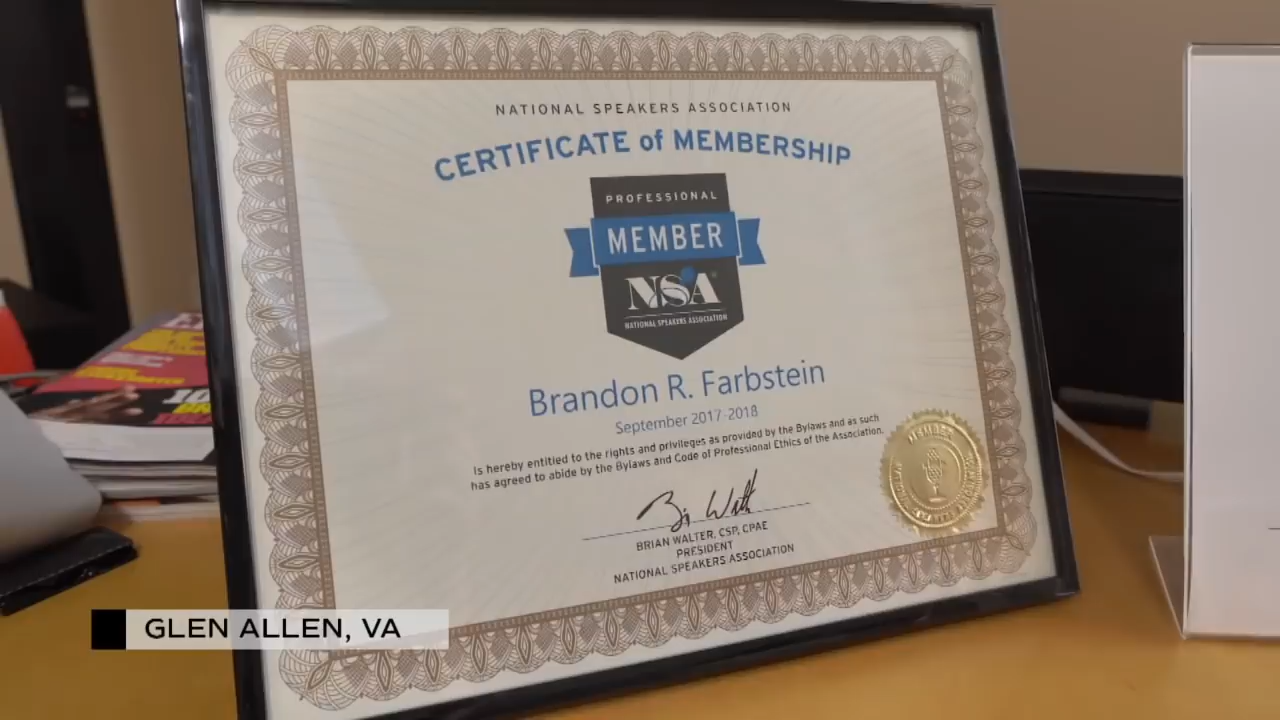 NATIONAL SPEAKERS ASSOCIATION
CERTIFICATE of MEMBERSHIP
PROFESSIONAL
MEMBER
NSA
NATIONAL SPEAKERS ASSOCIATION
Brandon R. Farbstein
September 2017-2018
Is hereby entitled to the rights and privileges as provided by the Bylaws and as such
has agreed to abide by the Bylaws and Code of Professional Ethics of the Association.
BRIAN WALTER, CSP, CPAE
PRESIDENT
NATIONAL SPEAKERS ASSOCIATION
MEMBER
NATIONAL SPEAKERS ASSOCIATION
GLEN ALLEN, VA